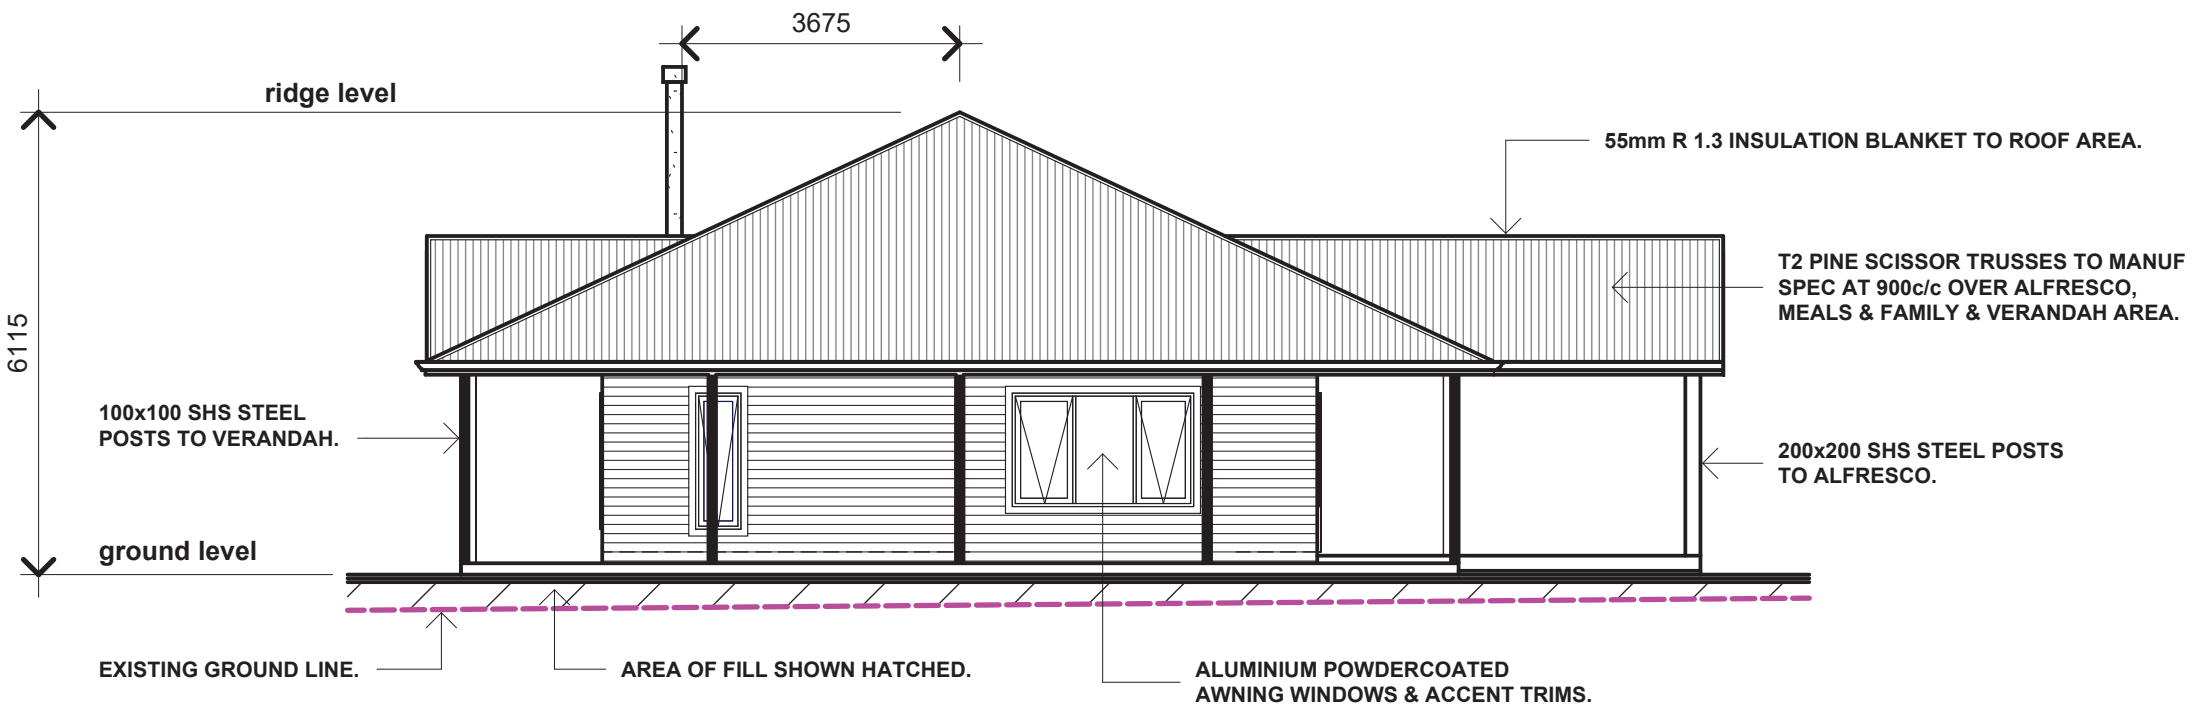 3675
ridge level
55mm R 1.3 INSULATION BLANKET TO ROOF AREA.
T2 PINE SCISSOR TRUSSES TO MANUF
SPEC AT 900c/c OVER ALFRESCO,
MEALS & FAMILY & VERANDAH AREA.
6115
100x100 SHS STEEL
POSTS TO VERANDAH.
200x200 SHS STEEL POSTS
TO ALFRESCO.
ground level
EXISTING GROUND LINE.
AREA OF FILL SHOWN HATCHED.
ALUMINIUM POWDERCOATED
AWNING WINDOWS & ACCENT TRIMS.